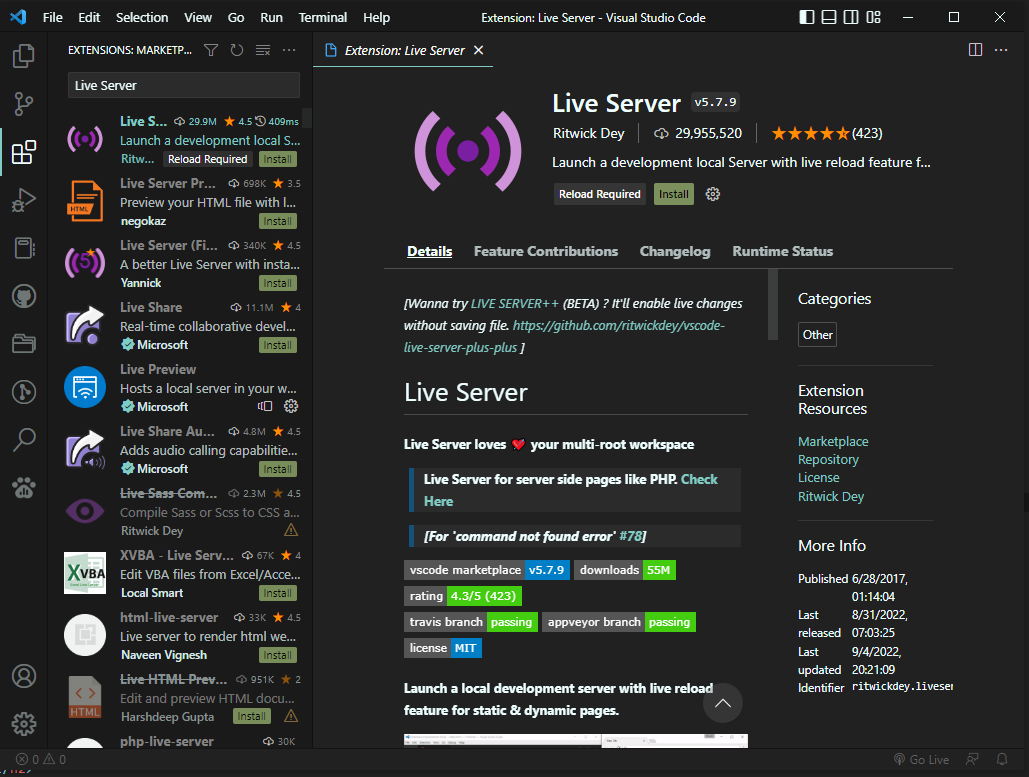 File Edit Selection View Go Run Terminal Help
Extension: Live Server - Visual Studio Code
EXTENSIONS: MARKETP...
Live Server
Live S... 29.9M 4.5 409ms
Launch a development local S...
Ritw... Reload Required Install
Live Server Pr... 698K 3.5
Preview your HTML file with l...
negokaz Install
Live Server (Fi... 340K 4.5
A better Live Server with insta...
Yannick Install
Live Share 11.1M 4
Real-time collaborative devel...
Microsoft Install
Live Preview
Hosts a local server in your w...
Microsoft
Live Share Au... 4.8M 4.5
Adds audio calling capabilitie...
Microsoft Install
Live Sass Com... 2.3M 4.5
Compile Sass or Scss to CSS a...
Ritwick Dey
XVBA - Live Serv... 67K 4
Edit VBA files from Excel/Acce...
Local Smart Install
html-live-server 33K 4.5
Live server to render html we...
Naveen Vignesh Install
Live HTML Prev... 951K 2
Edit and preview HTML docu...
Harshdeep Gupta Install
php-live-server 30K
HTML
5
XVBA
HTML
Extension: Live Server
Live Server v5.7.9
Ritwick Dey 29,955,520 (423)
Launch a development local Server with live reload feature f...
Reload Required Install
Details Feature Contributions Changelog Runtime Status
[Wanna try LIVE SERVER++ (BETA) ? It'll enable live changes
without saving file. https://github.com/ritwickdey/vscode-
live-server-plus-plus ]
Live Server
Live Server loves your multi-root workspace
Live Server for server side pages like PHP. Check
Here
[For 'command not found error' #78]
vscode marketplace v5.7.9 downloads 55M
rating 4.3/5 (423)
travis branch passing appveyor branch passing
license MIT
Launch a local development server with live reload
feature for static & dynamic pages.
Categories
Other
Extension
Resources
Marketplace
Repository
License
Ritwick Dey
More Info
Published 6/28/2017,
01:14:04
Last 8/31/2022,
released 07:03:25
Last 9/4/2022,
updated 20:21:09
Identifier ritwickdey.liveser
0 0
Go Live